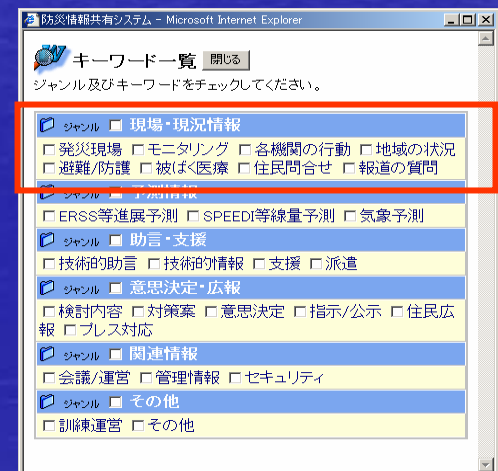 防災情報共有システム - Microsoft Internet Explorer
キーワード一覧 閉じる
ジャンル及びキーワードをチェックしてください。
ジャンル 現場・現況情報
発災現場 モニタリング 各機関の行動 地域の状況
避難/防護 被ばく医療 住民問合せ 報道の質問
ジャンル 予測情報
ERSS等進展予測 SPEEDI等線量予測 気象予測
ジャンル 助言・支援
技術的助言 技術的情報 支援 派遣
ジャンル 意思決定・広報
検討内容 対策案 意思決定 指示/公示 住民広
報 プレス対応
ジャンル 関連情報
会議/運営 管理情報 セキュリティ
ジャンル その他
訓練運営 その他